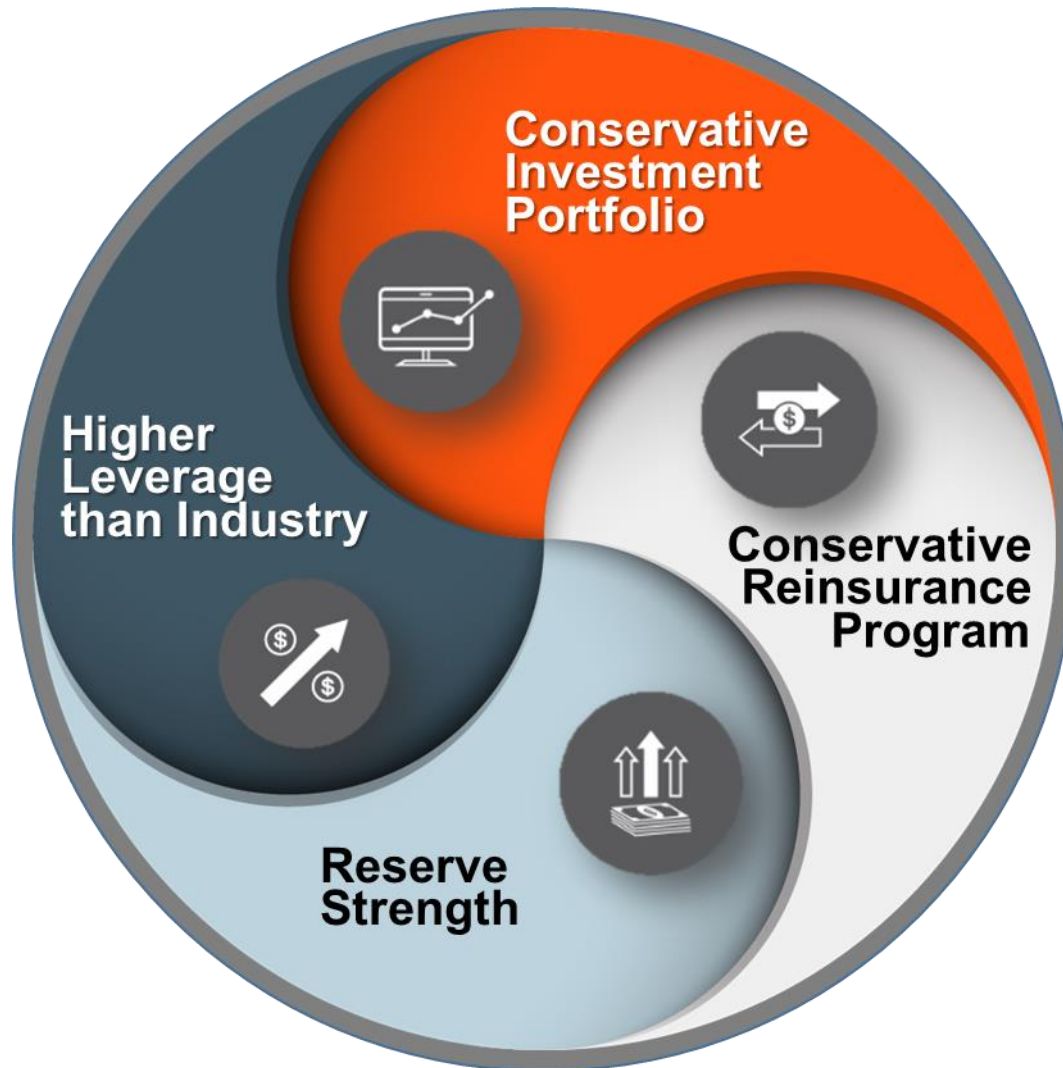 Conservative
Investment
Portfolio
$
Higher
Leverage
than Industry
Conservative
Reinsurance
Program
$
$
Reserve
Strength